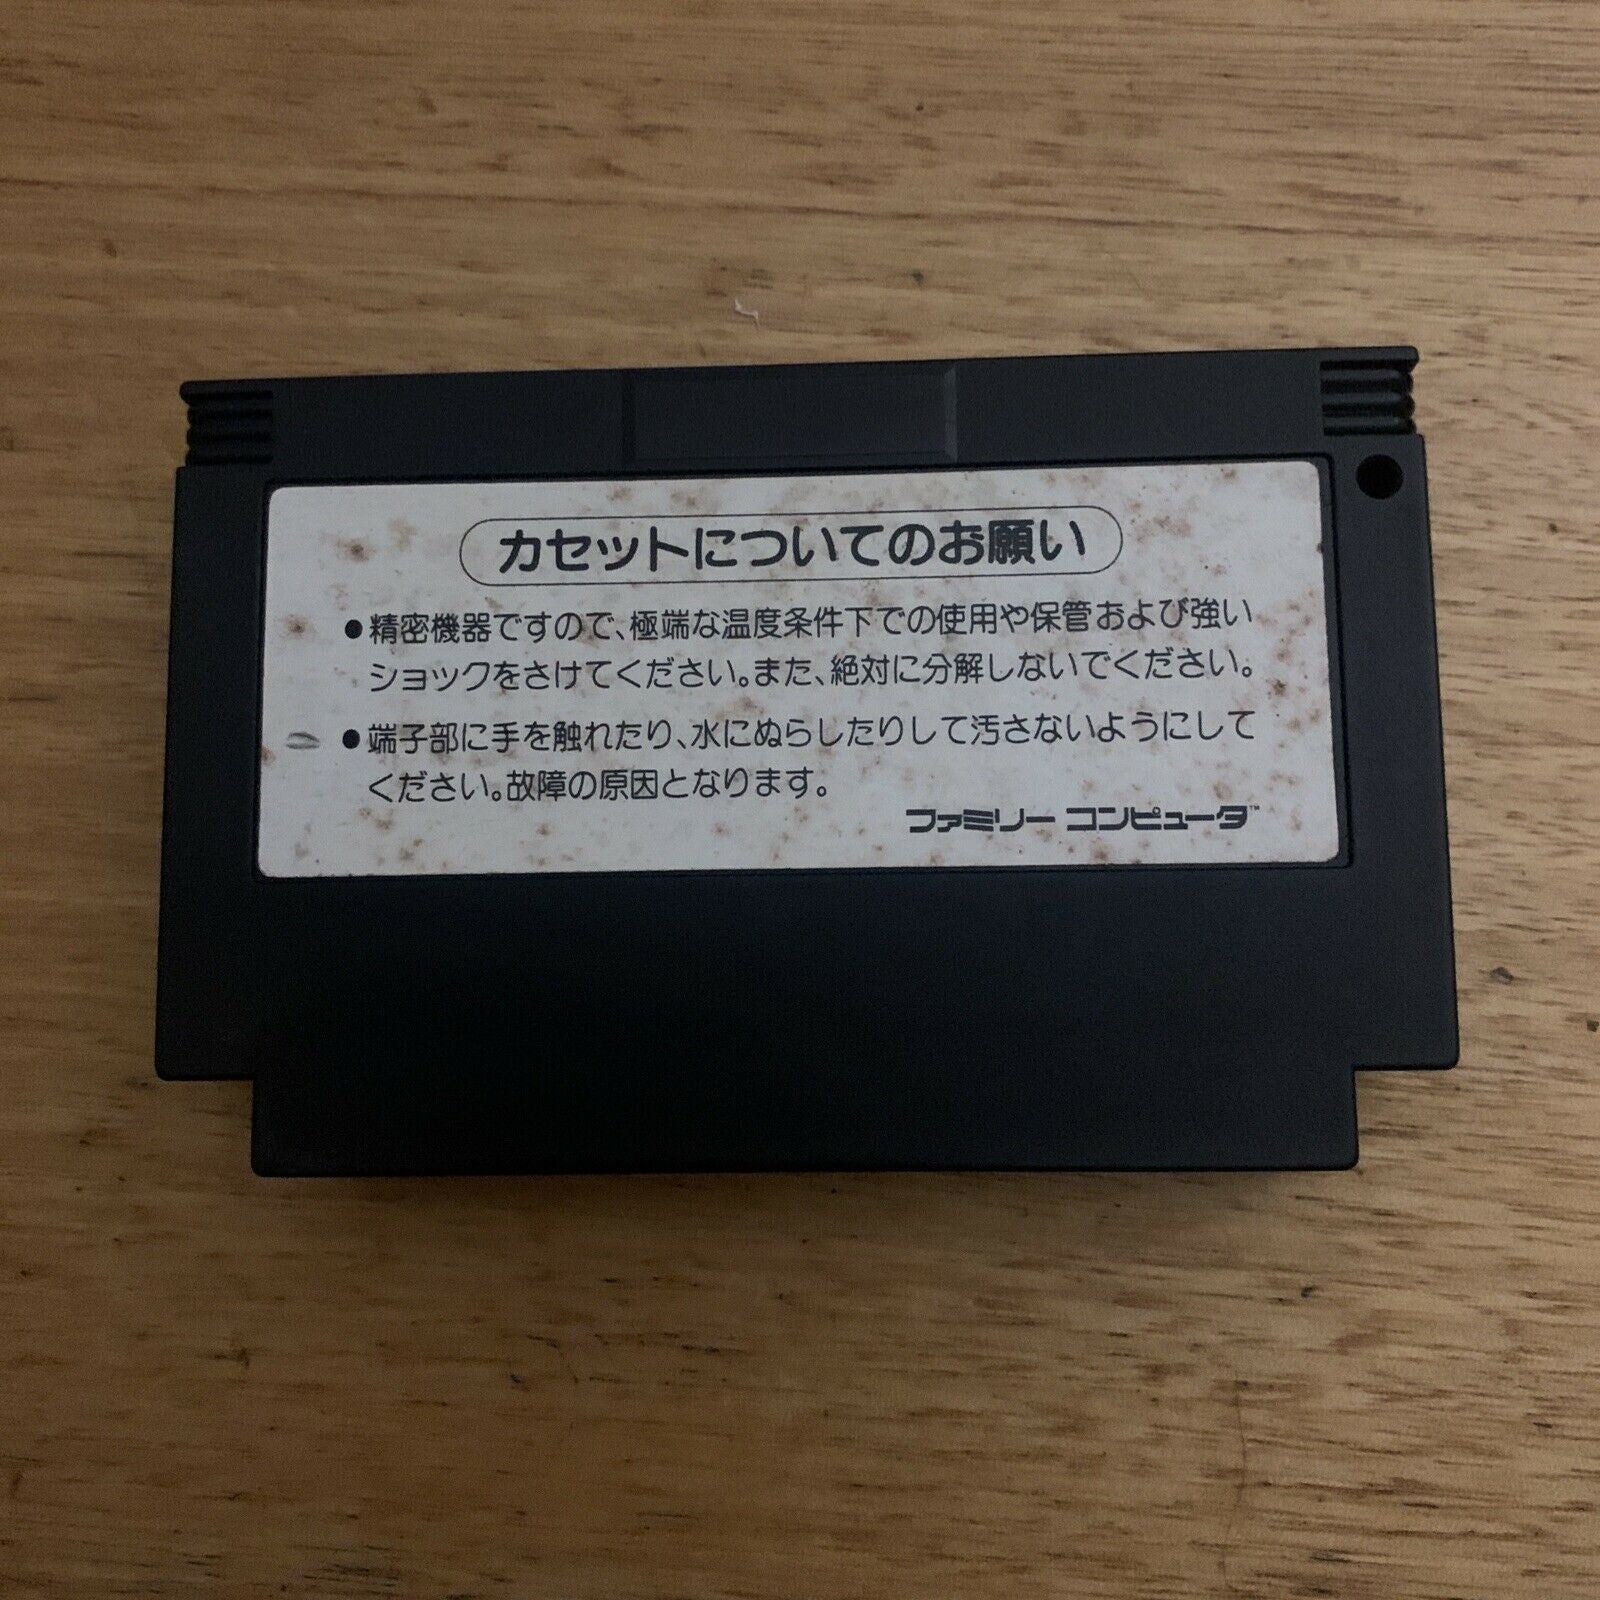 カセットについてのお願い
●精密機器ですので、極端な温度条件下での使用や保管および強い
ショックをさけてください。また、絶対に分解しないでください。
●端子部に手を触れたり、水にぬらしたりして汚さないようにして
ください。故障の原因となります。
ファミリー コンピュータ™